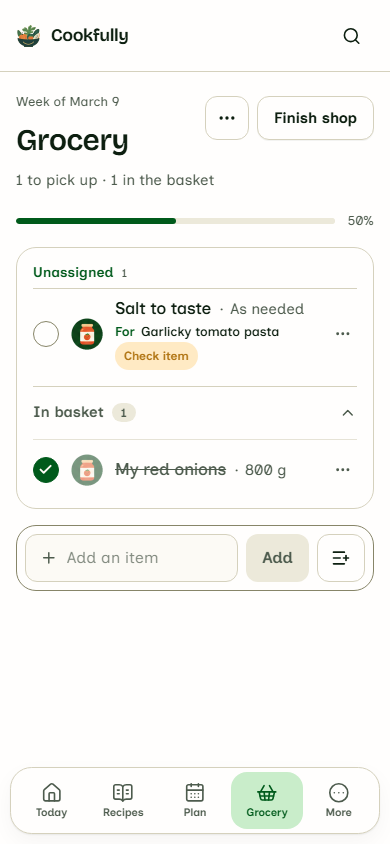 Cookfully
Week of March 9
Grocery
Finish shop
1 to pick up · 1 in the basket
50%
Unassigned 1
Salt to taste · As needed
For Garlicky tomato pasta
Check item
In basket 1
My red onions · 800 g
Add an item
Add
Today
Recipes
Plan
Grocery
More